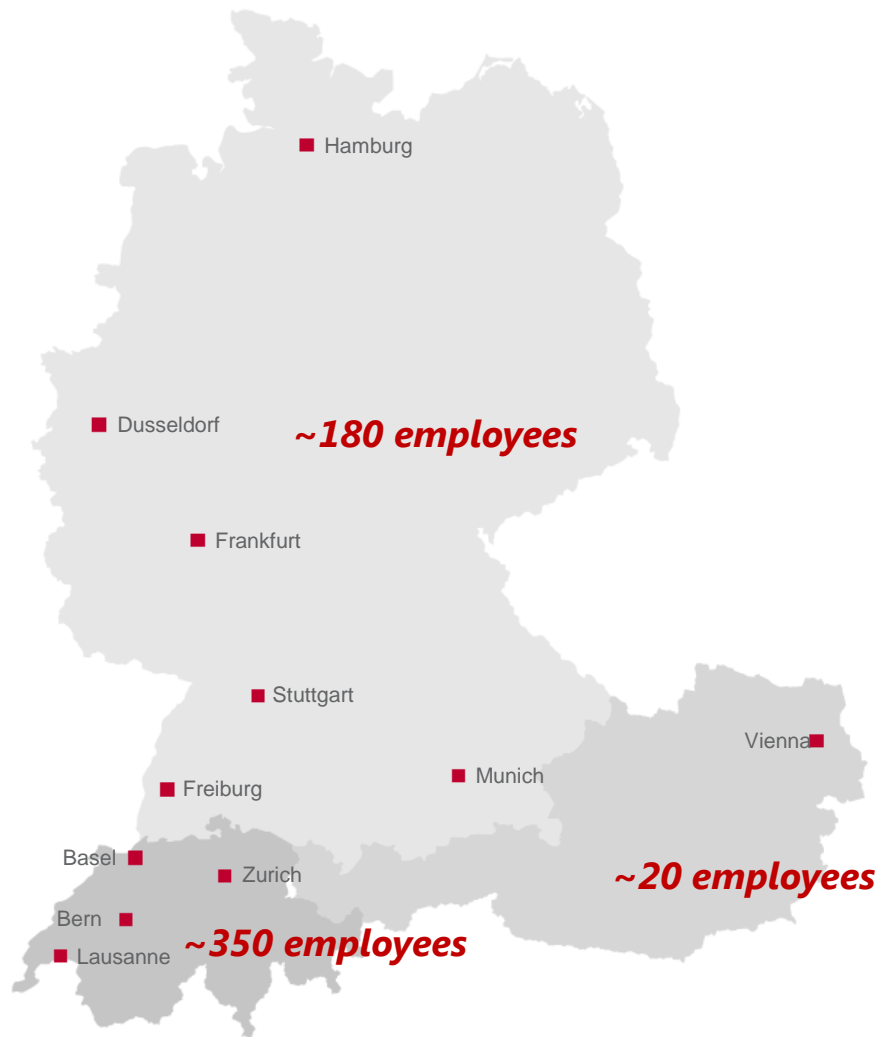 Hamburg
Dusseldorf
~180 employees
Frankfurt
Stuttgart
Vienna
Munich
Freiburg
Basel
Zurich
~20 employees
Bern
~350 employees
Lausanne